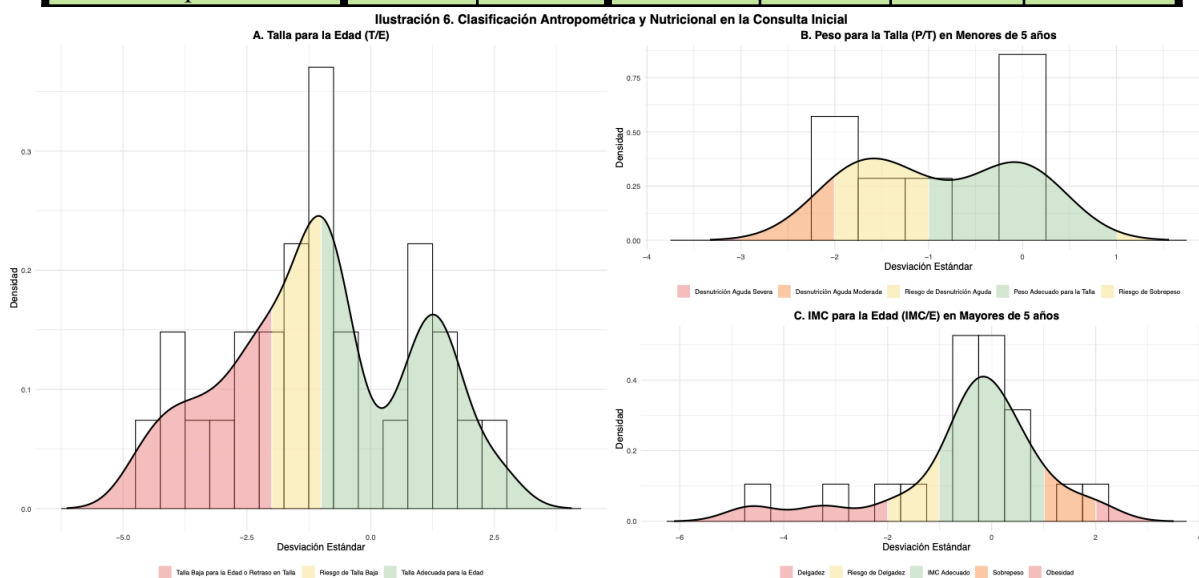 Ilustración 6. Clasificación Antropométrica y Nutricional en la Consulta Inicial
A. Talla para la Edad (T/E)
Densidad
0.3
0.2
0.1
0.0
-5.0
-2.5
0.0
2.5
Desviación Estándar
Talla Baja para la Edad o Retraso en Talla
Riesgo de Talla Baja
Talla Adecuada para la Edad
B. Peso para la Talla (P/T) en Menores de 5 años
Densidad
0.75
0.50
0.25
0.00
-4
-3
-2
-1
0
1
Desviación Estándar
Desnutrición Aguda Severa
Desnutrición Aguda Moderada
Riesgo de Desnutrición Aguda
Peso Adecuado para la Talla
Riesgo de Sobrepeso
C. IMC para la Edad (IMC/E) en Mayores de 5 años
Densidad
0.4
0.2
0.0
-6
-4
-2
0
2
4
Desviación Estándar
Delgadez
Riesgo de Delgadez
IMC Adecuado
Sobrepeso
Obesidad